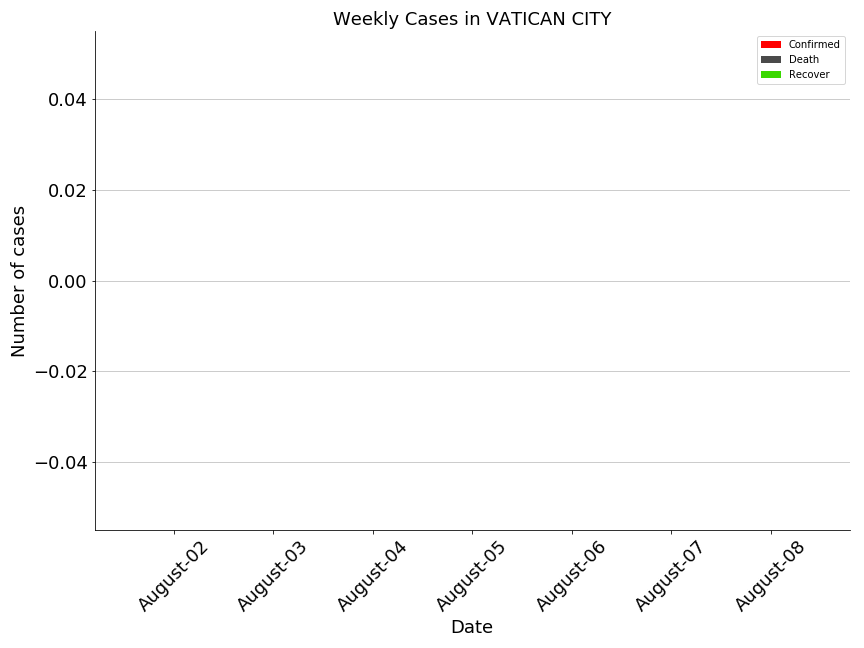 Weekly Cases in VATICAN CITY
Confirmed
Death
Recover
0.04
0.02
0.00
−0.02
−0.04
Number of cases
August-02
August-03
August-04
August-05
August-06
August-07
August-08
Date